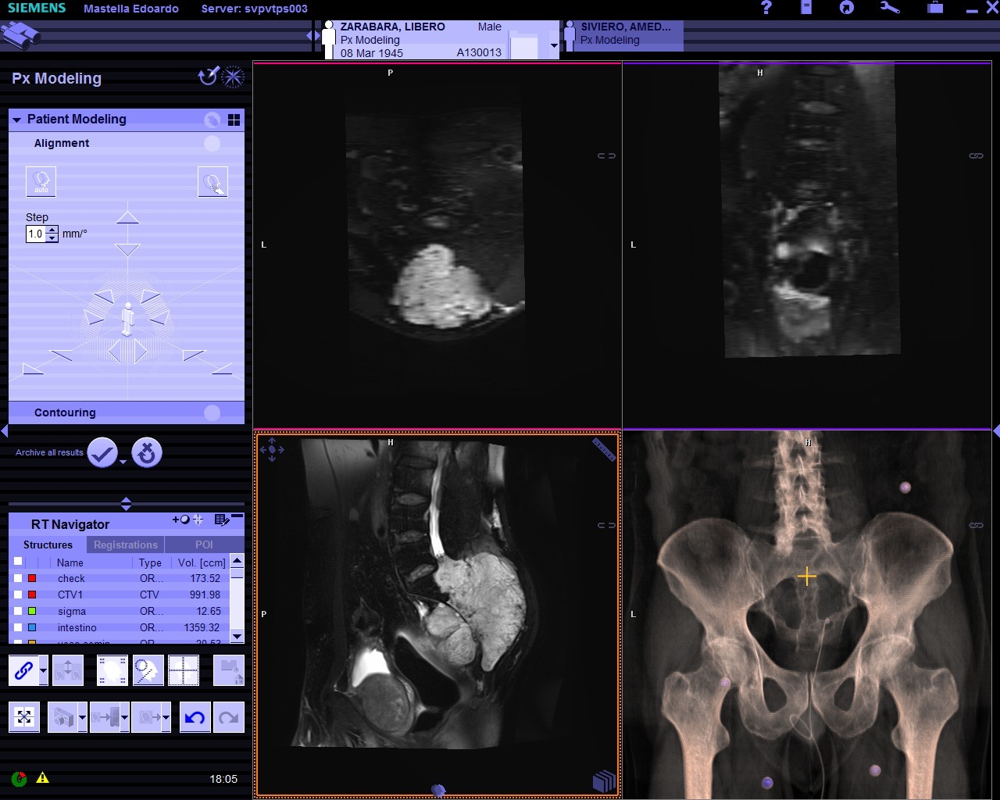 SIEMENS Mastella Edoardo Server: svpvtps003
ZARABARA, LIBERO Male
Px Modeling
08 Mar 1945 A130013
SIVIERO, AMED...
Px Modeling
Px Modeling
Patient Modeling
Alignment
auto
Step
1.0 mm/°
Contouring
Archive all results
RT Navigator
Structures Registrations POI
Name Type Vol. [ccm]
check OR... 173.52
CTV1 CTV 991.98
sigma OR... 12.65
intestino OR... 1359.32
18:05
P
L
H
L
H
P
H
L